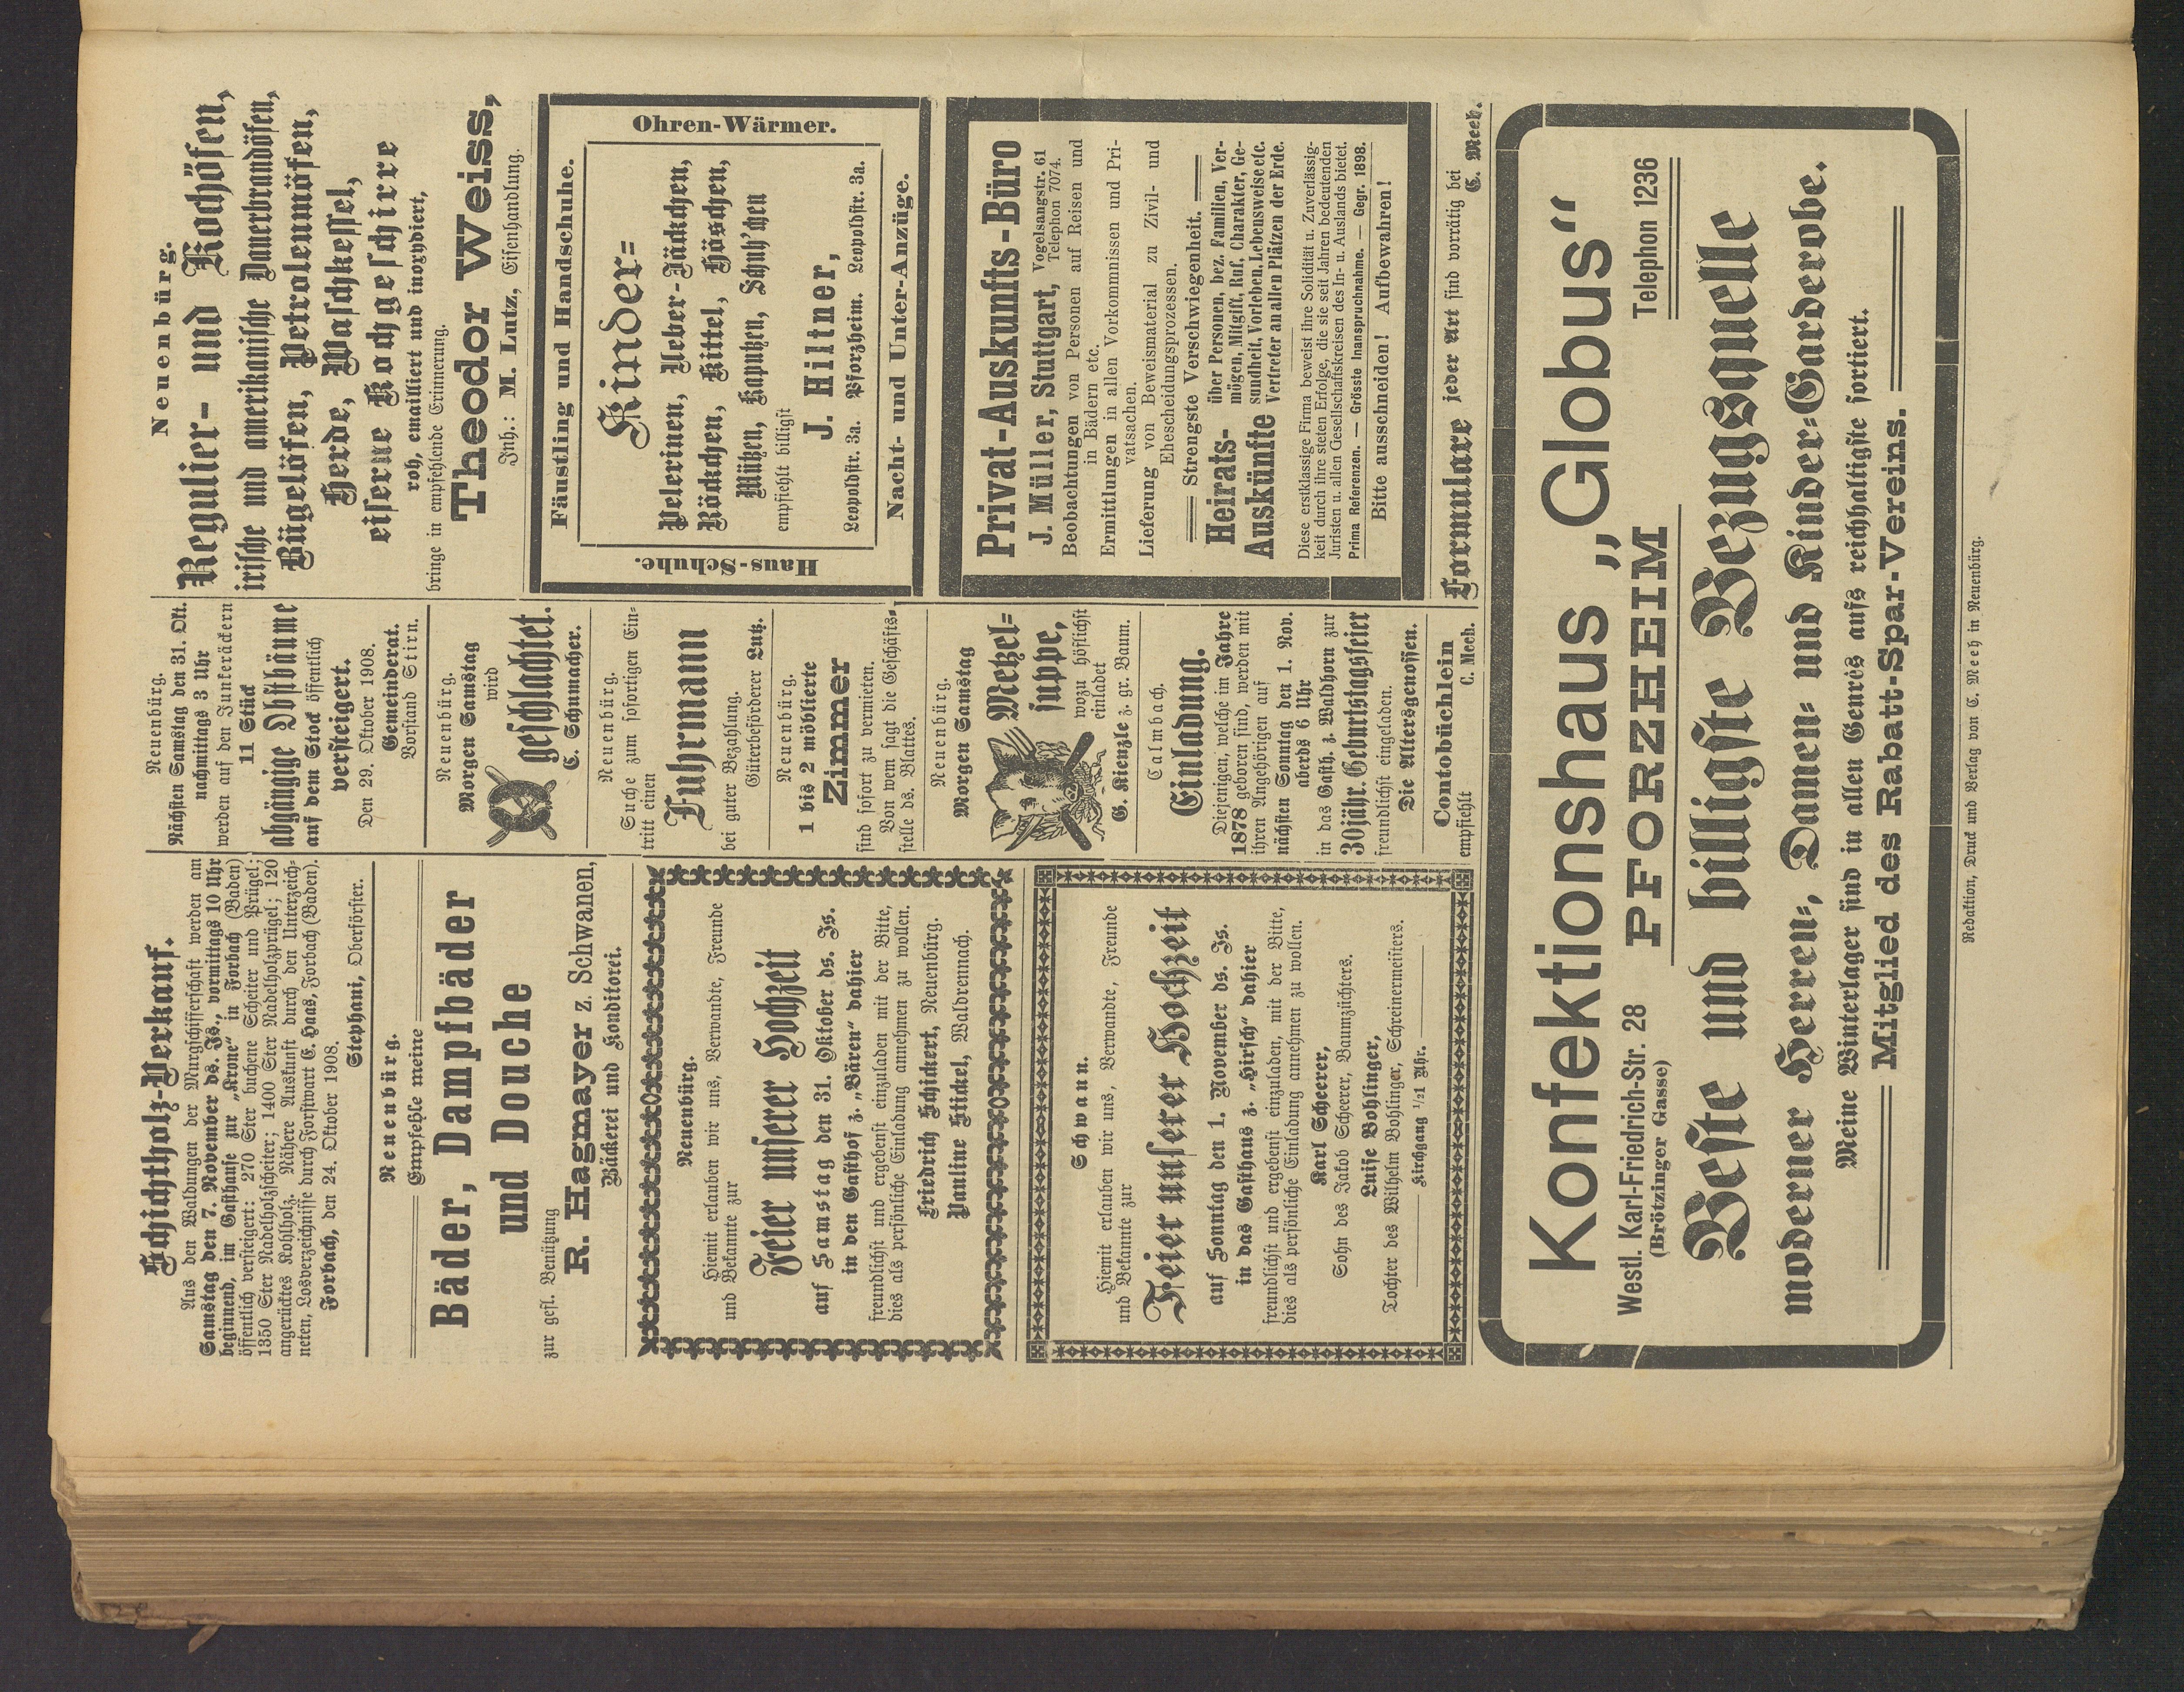 Schichtholz-Verkauf.
Aus den Waldungen der Murgschifferschaft werden am
Samstag den 7. November ds. Js., vormittags 10 Uhr
beginnend, im Gasthause zur „Krone“ in Forbach (Baden)
öffentlich versteigert: 270 Ster buchene Scheiter und Prügel;
1350 Ster Nadelholzscheiter; 1400 Ster Nadelholzprügel; 120
angerücktes Kohlholz. Nähere Auskunft durch den Unterzeich-
neten, Losverzeichnisse durch Forstwart E. Haas, Forbach (Baden).
Forbach, den 24. Oktober 1908.
Stephani, Oberförster.
Neuenbürg.
Empfehle meine
Bäder, Dampfbäder
und Douche
zur gefl. Benützung
R. Hagmayer z. Schwanen,
Bäckerei und Konditorei.
Neuenbürg.
Hiemit erlauben wir uns, Verwandte, Freunde
und Bekannte zur
Feier unserer Hochzeit
auf Samstag den 31. Oktober ds. Js.
in den Gasthof z. „Bären“ dahier
freundlichst und ergebenst einzuladen mit der Bitte,
dies als persönliche Einladung annehmen zu wollen.
Friedrich Schickert, Neuenbürg.
Pauline Stickel, Waldrennach.
Schwann.
Hiemit erlauben wir uns, Verwandte, Freunde
und Bekannte zur
Feier unserer Hochzeit
auf Sonntag den 1. November ds. Js.
in das Gasthaus z. „Hirsch“ dahier
freundlichst und ergebenst einzuladen, mit der Bitte,
dies als persönliche Einladung annehmen zu wollen.
Karl Scheerer,
Sohn des Jakob Scheerer, Baumzüchters.
Luise Bohlinger,
Tochter des Wilhelm Bohlinger, Schreinermeisters.
Kirchgang 1/21 Uhr.
Neuenbürg.
Nächsten Samstag den 31. Okt.
nachmittags 3 Uhr
werden auf den Junkeräckern
11 Stück
abgängige Obstbäume
auf dem Stock öffentlich
versteigert.
Den 29. Oktober 1908.
Gemeinderat.
Vorstand Stirn.
Neuenbürg.
Morgen Samstag
wird
geschlachtet.
C. Schumacher.
Neuenbürg.
Suche zum sofortigen Ein-
tritt einen
Fuhrmann
bei guter Bezahlung.
Güterbeförderer Lutz.
Neuenbürg.
1 bis 2 möblierte
Zimmer
sind sofort zu vermieten.
Von wem sagt die Geschäfts-
stelle ds. Blattes.
Neuenbürg.
Morgen Samstag
Metzel-
suppe,
wozu höflichst
einladet
G. Kienzle z. gr. Baum.
Calmbach.
Einladung.
Diejenigen, welche im Jahre
1878 geboren sind, werden mit
ihren Angehörigen auf
nächsten Sonntag den 1. Nov.
abends 6 Uhr
in das Gasth. z. Waldhorn zur
30jähr. Geburtstagsfeier
freundlichst eingeladen.
Die Altersgenossen.
Contobüchlein
empfiehlt C. Meeh.
Neuenbürg.
Regulier- und Kochöfen,
irische und amerikanische Dauerbrandöfen,
Bügelöfen, Petroleumöfen,
Herde, Waschkessel,
eiserne Kochgeschirre
roh, emailliert und inoxydiert,
bringe in empfehlende Erinnerung.
Theodor Weiss,
Inh.: M. Lutz, Eisenhandlung.
Fäustling und Handschuhe.
Haus-Schuhe.
Ohren-Wärmer.
Kinder-
Pelerinen, Ueber-Jäckchen,
Röckchen, Kittel, Höschen,
Mützen, Kaputzen, Schuh'chen
empfiehlt billigst
J. Hiltner,
Leopoldstr. 3a. Pforzheim. Leopoldstr. 3a.
Nacht- und Unter-Anzüge.
Privat-Auskunfts-Büro
J. Müller, Stuttgart, Vogelsangstr. 61
Telephon 7074.
Beobachtungen von Personen auf Reisen und
in Bädern etc.
Ermittlungen in allen Vorkommnissen und Pri-
vatsachen.
Lieferung von Beweismaterial zu Zivil- und
Ehescheidungsprozessen.
Strengste Verschwiegenheit.
Heirats-
Auskünfte
über Personen, bez. Familien, Ver-
mögen, Mitgift, Ruf, Charakter, Ge-
sundheit, Vorleben, Lebensweise etc.
Vertreter an allen Plätzen der Erde.
Diese erstklassige Firma beweist ihre Solidität u. Zuverlässig-
keit durch ihre steten Erfolge, die sie seit Jahren bedeutenden
Juristen u. allen Gesellschaftskreisen des In- u. Auslands bietet.
Prima Referenzen. — Grösste Inanspruchnahme. — Gegr. 1898.
Bitte ausschneiden! Aufbewahren!
Formulare jeder Art sind vorrätig bei
C. Meeh.
Konfektionshaus „Globus“
Westl. Karl-Friedrich-Str. 28
(Brötzinger Gasse)
PFORZHEIM
Telephon 1236
Beste und billigste Bezugsquelle
moderner Herren-, Damen- und Kinder-Garderobe.
Meine Winterlager sind in allen Genres aufs reichhaltigste sortiert.
Mitglied des Rabatt-Spar-Vereins.
Redaktion, Druck und Verlag von C. Meeh in Neuenbürg.